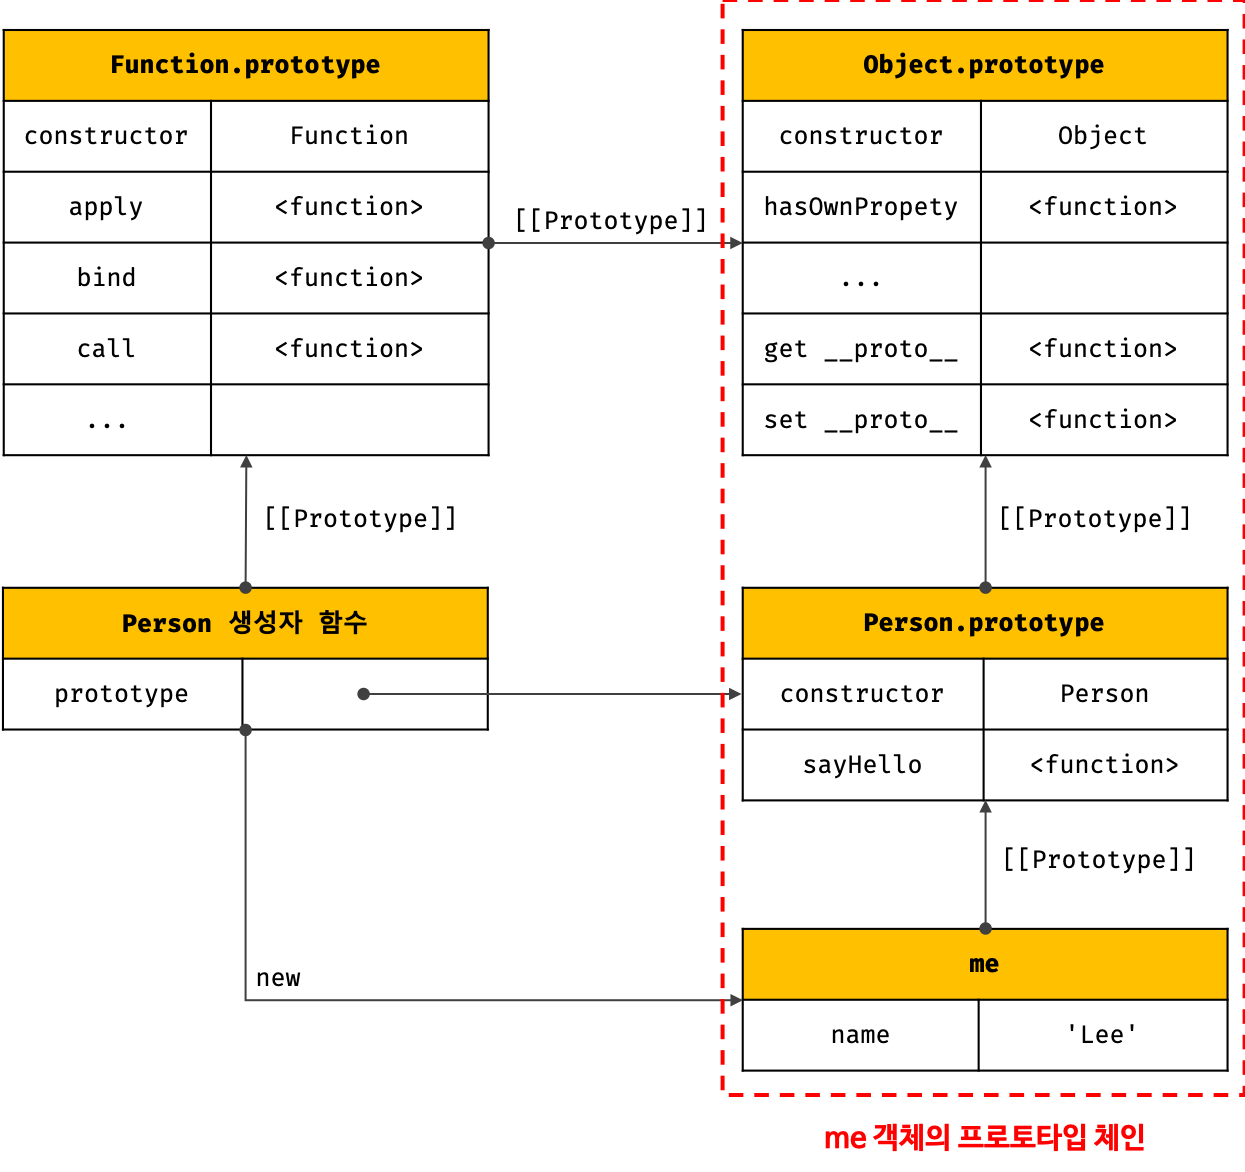 Function.prototype
constructor Function
apply <function>
bind <function>
call <function>
...
[[Prototype]]
Object.prototype
constructor Object
hasOwnPropety <function>
...
get __proto__ <function>
set __proto__ <function>
[[Prototype]]
[[Prototype]]
Person 생성자 함수
prototype
Person.prototype
constructor Person
sayHello <function>
[[Prototype]]
new
me
name 'Lee'
me 객체의 프로토타입 체인